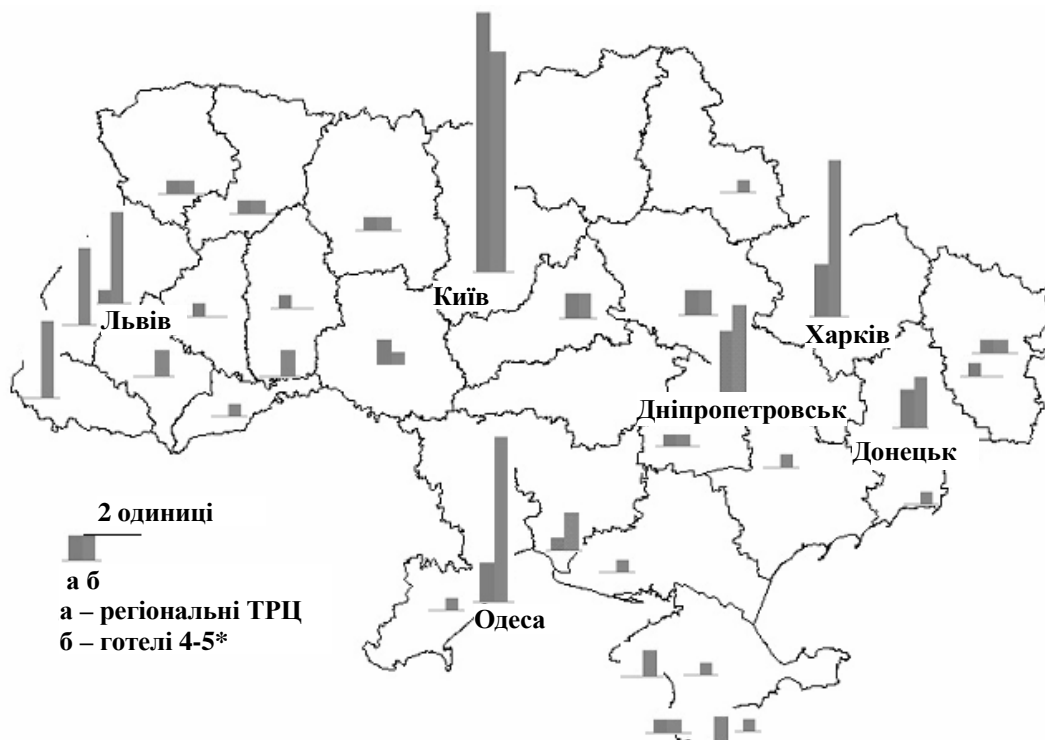 Київ
Львів
Харків
Дніпропетровськ
Донецьк
2 одиниці
а б
а – регіональні ТРЦ
б – готелі 4-5*
Одеса